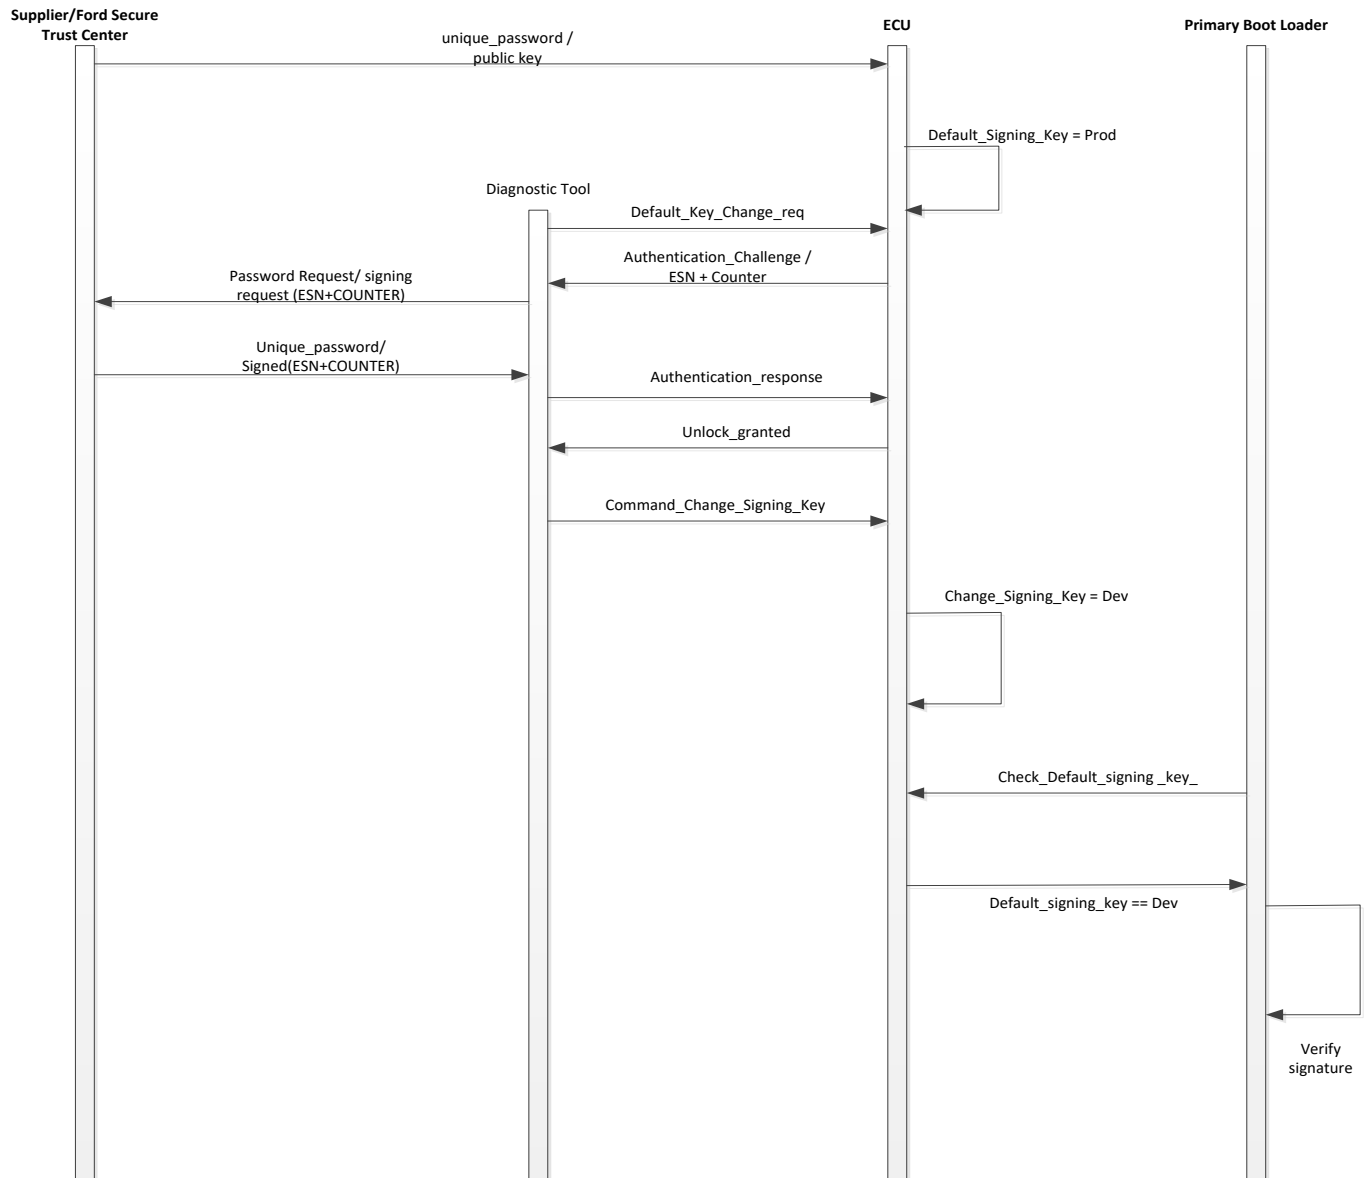 Supplier/Ford Secure
Trust Center
ECU
Primary Boot Loader
unique_password /
public key
Default_Signing_Key = Prod
Diagnostic Tool
Default_Key_Change_req
Authentication_Challenge /
ESN + Counter
Password Request/ signing
request (ESN+COUNTER)
Unique_password/
Signed(ESN+COUNTER)
Authentication_response
Unlock_granted
Command_Change_Signing_Key
Change_Signing_Key = Dev
Check_Default_signing _key_
Default_signing_key == Dev
Verify
signature